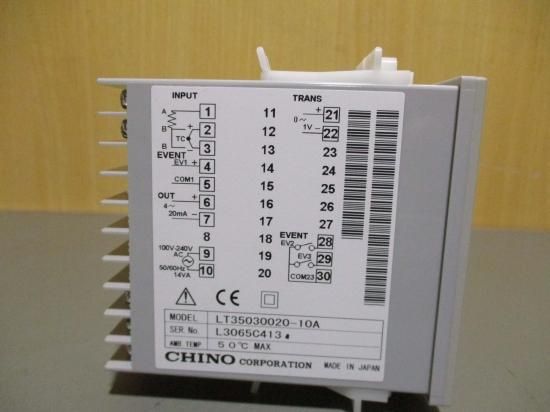 INPUT
A
B
B
TC
+
−
1
2
3
EVENT
EV1 +
4
COM1 −
5
OUT +
4～
20mA −
6
7
8
100V-240V
AC
50/60Hz
14VA
9
10
11
12
13
14
15
16
17
18
19
20
TRANS
+
0～
1V −
21
22
23
24
25
26
27
EVENT
EV2
28
EV3
29
COM23
30
CE
MODEL LT35030020-10A
SER No. L3065C413
AMB.TEMP 50℃ MAX
CHINO CORPORATION MADE IN JAPAN